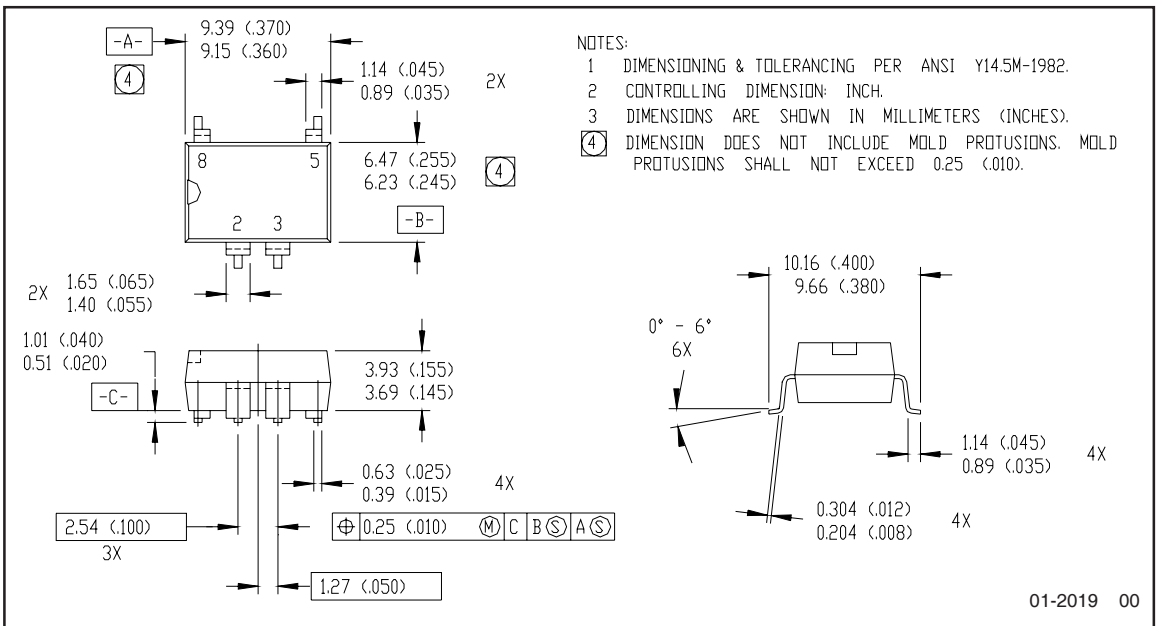 -A-
9.39 (.370)
9.15 (.360)
4
1.14 (.045)
0.89 (.035)
2X
8
5
6.47 (.255)
6.23 (.245)
4
2
3
-B-
2X
1.65 (.065)
1.40 (.055)
1.01 (.040)
0.51 (.020)
-C-
3.93 (.155)
3.69 (.145)
0.63 (.025)
0.39 (.015)
4X
2.54 (.100)
3X
⌖ 0.25 (.010) Ⓜ C B Ⓢ A Ⓢ
1.27 (.050)
NOTES:
1 DIMENSIONING & TOLERANCING PER ANSI Y14.5M-1982.
2 CONTROLLING DIMENSION: INCH.
3 DIMENSIONS ARE SHOWN IN MILLIMETERS (INCHES).
4 DIMENSION DOES NOT INCLUDE MOLD PROTUSIONS. MOLD
PROTUSIONS SHALL NOT EXCEED 0.25 (.010).
10.16 (.400)
9.66 (.380)
0° - 6°
6X
1.14 (.045)
0.89 (.035)
4X
0.304 (.012)
0.204 (.008)
4X
01-2019 00